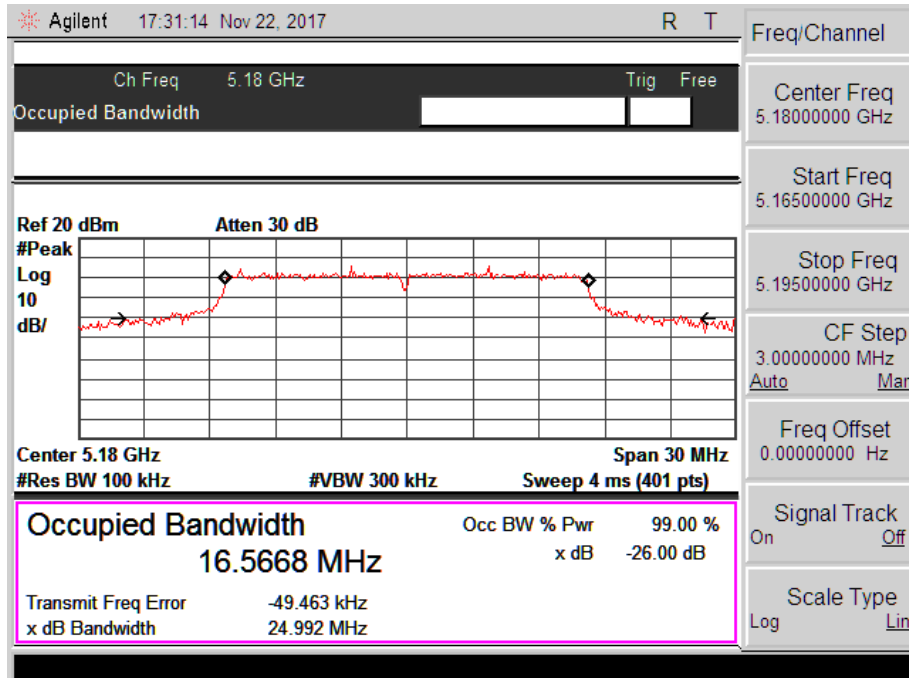 Agilent 17:31:14 Nov 22, 2017 R T
Freq/Channel
Ch Freq 5.18 GHz Trig Free
Occupied Bandwidth
Center Freq
5.18000000 GHz
Start Freq
5.16500000 GHz
Stop Freq
5.19500000 GHz
CF Step
3.00000000 MHz
Auto Man
Freq Offset
0.00000000 Hz
Signal Track
On Off
Scale Type
Log Lin
Ref 20 dBm Atten 30 dB
#Peak
Log
10
dB/
Center 5.18 GHz Span 30 MHz
#Res BW 100 kHz #VBW 300 kHz Sweep 4 ms (401 pts)
Occupied Bandwidth Occ BW % Pwr 99.00 %
16.5668 MHz x dB -26.00 dB
Transmit Freq Error -49.463 kHz
x dB Bandwidth 24.992 MHz